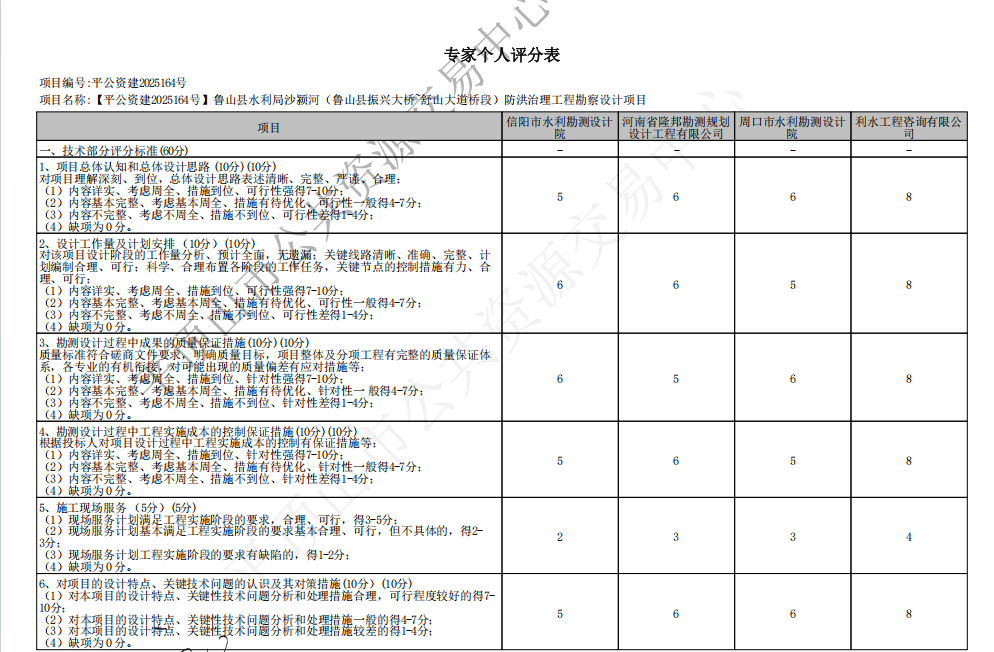 专家个人评分表
项目编号:平公资建2025164号
项目名称:【平公资建2025164号】鲁山县水利局沙颍河（鲁山县振兴大桥~舒山大道桥段）防洪治理工程勘察设计项目
项目 信阳市水利勘测设计院 河南省隆邦勘测规划设计工程有限公司 周口市水利勘测设计院 利水工程咨询有限公司
一、技术部分评分标准(60分) - - - -
1、项目总体认知和总体设计思路(10分)(10分)
对项目理解深刻、到位，总体设计思路表述清晰、完整、严谨、合理；
（1）内容详实、考虑周全、措施到位、可行性强得7-10分；
（2）内容基本完整、考虑基本周全、措施有待优化、可行性一般得4-7分；
（3）内容不完整、考虑不周全、措施不到位、可行性差得1-4分；
（4）缺项为0分。
5 6 6 8
2、设计工作量及计划安排（10分）(10分)
对该项目设计阶段的工作量分析、预计全面，无遗漏；关键线路清晰、准确、完整、计
划编制合理、可行；科学、合理布置各阶段的工作任务，关键节点的控制措施有力、合
理、可行；
（1）内容详实、考虑周全、措施到位、可行性强得7-10分；
（2）内容基本完整、考虑基本周全、措施有待优化、可行性一般得4-7分；
（3）内容不完整、考虑不周全、措施不到位、可行性差得1-4分；
（4）缺项为0分。
6 6 5 8
3、勘测设计过程中成果的质量保证措施(10分)(10分)
质量标准符合磋商文件要求，明确质量目标，项目整体及分项工程有完整的质量保证体
系，各专业的有机衔接，对可能出现的质量偏差有应对措施等；
（1）内容详实、考虑周全、措施到位、针对性强得7-10分；
（2）内容基本完整、考虑基本周全、措施有待优化、针对性一般得4-7分；
（3）内容不完整、考虑不周全、措施不到位、针对性差得1-4分；
（4）缺项为0分。
6 5 6 8
4、勘测设计过程中工程实施成本的控制保证措施(10分)(10分)
根据投标人对项目设计过程中工程实施成本的控制有保证措施等；
（1）内容详实、考虑周全、措施到位、针对性强得7-10分；
（2）内容基本完整、考虑基本周全、措施有待优化、针对性一般得4-7分；
（3）内容不完整、考虑不周全、措施不到位、针对性差得1-4分；
（4）缺项为0分。
5 6 5 8
5、施工现场服务（5分）(5分)
（1）现场服务计划满足工程实施阶段的要求，合理、可行，得3-5分；
（2）现场服务计划基本满足工程实施阶段的要求基本合理、可行，但不具体的，得2-
3分；
（3）现场服务计划工程实施阶段的要求有缺陷的，得1-2分；
（4）缺项为0分。
2 3 3 4
6、对项目的设计特点、关键技术问题的认识及其对策措施(10分）(10分)
（1）对本项目的设计特点、关键性技术问题分析和处理措施合理，可行程度较好的得7-
10分；
（2）对本项目的设计特点、关键性技术问题分析和处理措施一般的得4-7分；
（3）对本项目的设计特点、关键性技术问题分析和处理措施较差的得1-4分；
（4）缺项为0分。
5 6 6 8
平顶山市公共资源交易中心
平顶山市公共资源交易中心